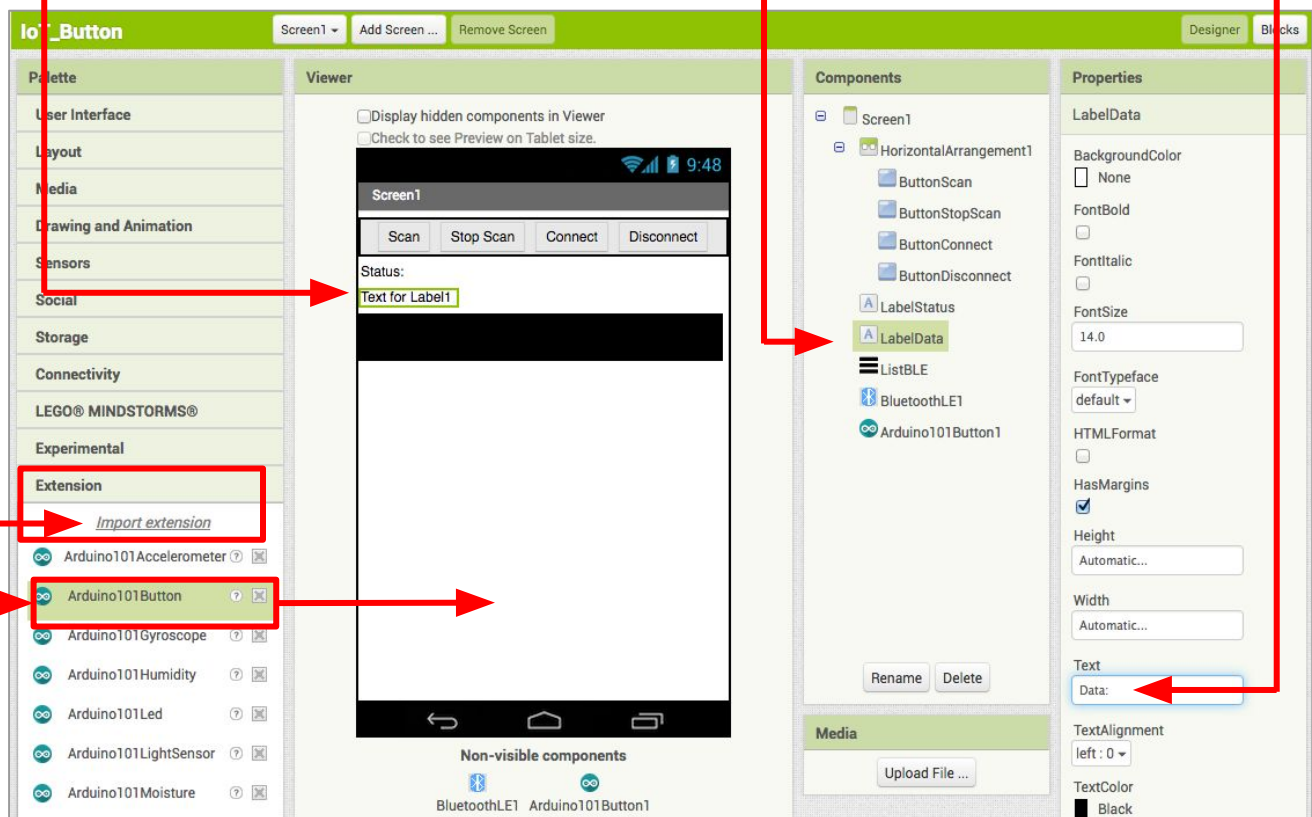 IoT_Button
Screen1
Add Screen ...
Remove Screen
Designer
Blocks
Palette
User Interface
Layout
Media
Drawing and Animation
Sensors
Social
Storage
Connectivity
LEGO® MINDSTORMS®
Experimental
Extension
Import extension
Arduino101Accelerometer ?
Arduino101Button ?
Arduino101Gyroscope ?
Arduino101Humidity ?
Arduino101Led ?
Arduino101LightSensor ?
Arduino101Moisture ?
Viewer
Display hidden components in Viewer
Check to see Preview on Tablet size.
9:48
Screen1
Scan
Stop Scan
Connect
Disconnect
Status:
Text for Label1
Non-visible components
BluetoothLE1 Arduino101Button1
Components
Screen1
HorizontalArrangement1
ButtonScan
ButtonStopScan
ButtonConnect
ButtonDisconnect
A LabelStatus
A LabelData
ListBLE
BluetoothLE1
Arduino101Button1
Rename
Delete
Media
Upload File ...
Properties
LabelData
BackgroundColor
None
FontBold
FontItalic
FontSize
14.0
FontTypeface
default
HTMLFormat
HasMargins
Height
Automatic...
Width
Automatic...
Text
Data:
TextAlignment
left : 0
TextColor
Black